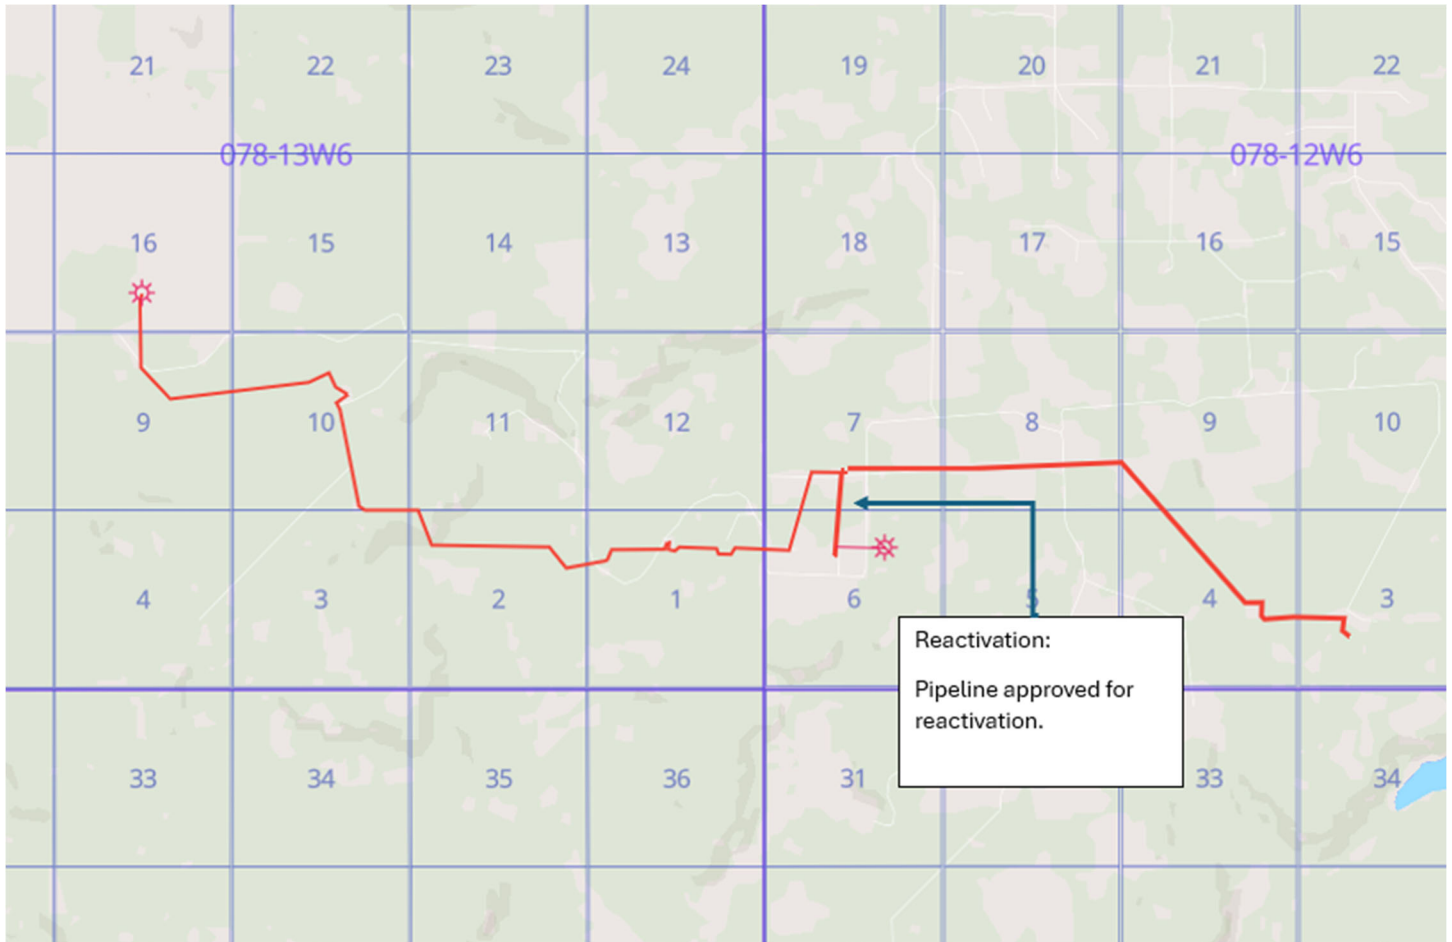 21 22 23 24 19 20 21 22
078-13W6 078-12W6
16 15 14 13 18 17 16 15
9 10 11 12 7 8 9 10
4 3 2 1 6 5 4 3
Reactivation:
Pipeline approved for
reactivation.
33 34 35 36 31 33 34